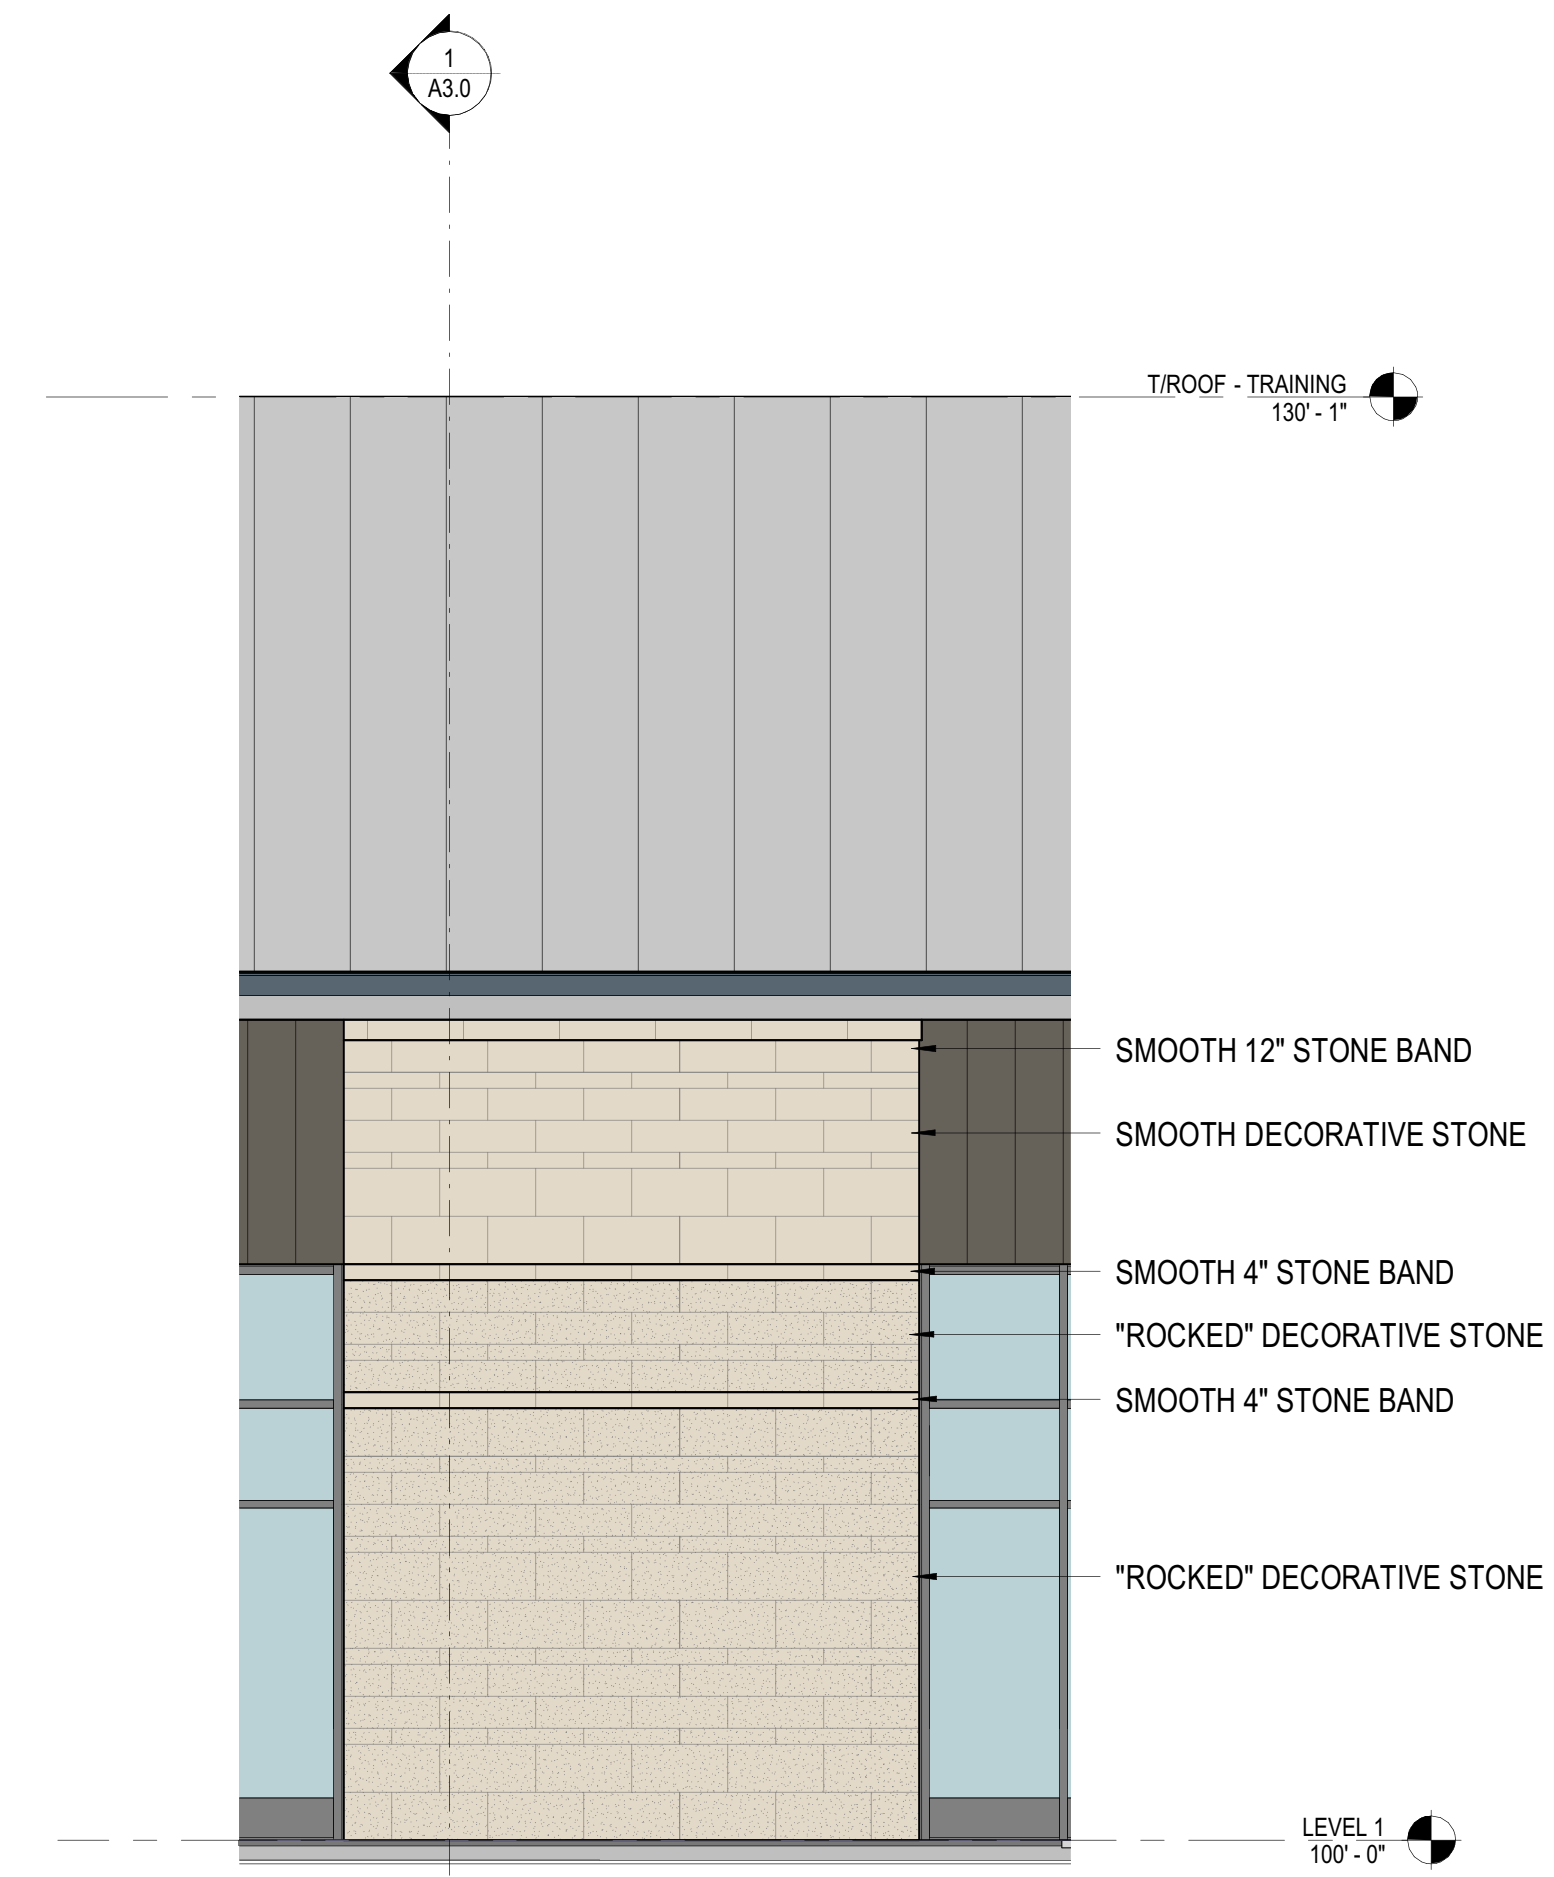 1
A3.0
T/ROOF - TRAINING
130' - 1"
SMOOTH 12" STONE BAND
SMOOTH DECORATIVE STONE
SMOOTH 4" STONE BAND
"ROCKED" DECORATIVE STONE
SMOOTH 4" STONE BAND
"ROCKED" DECORATIVE STONE
LEVEL 1
100' - 0"